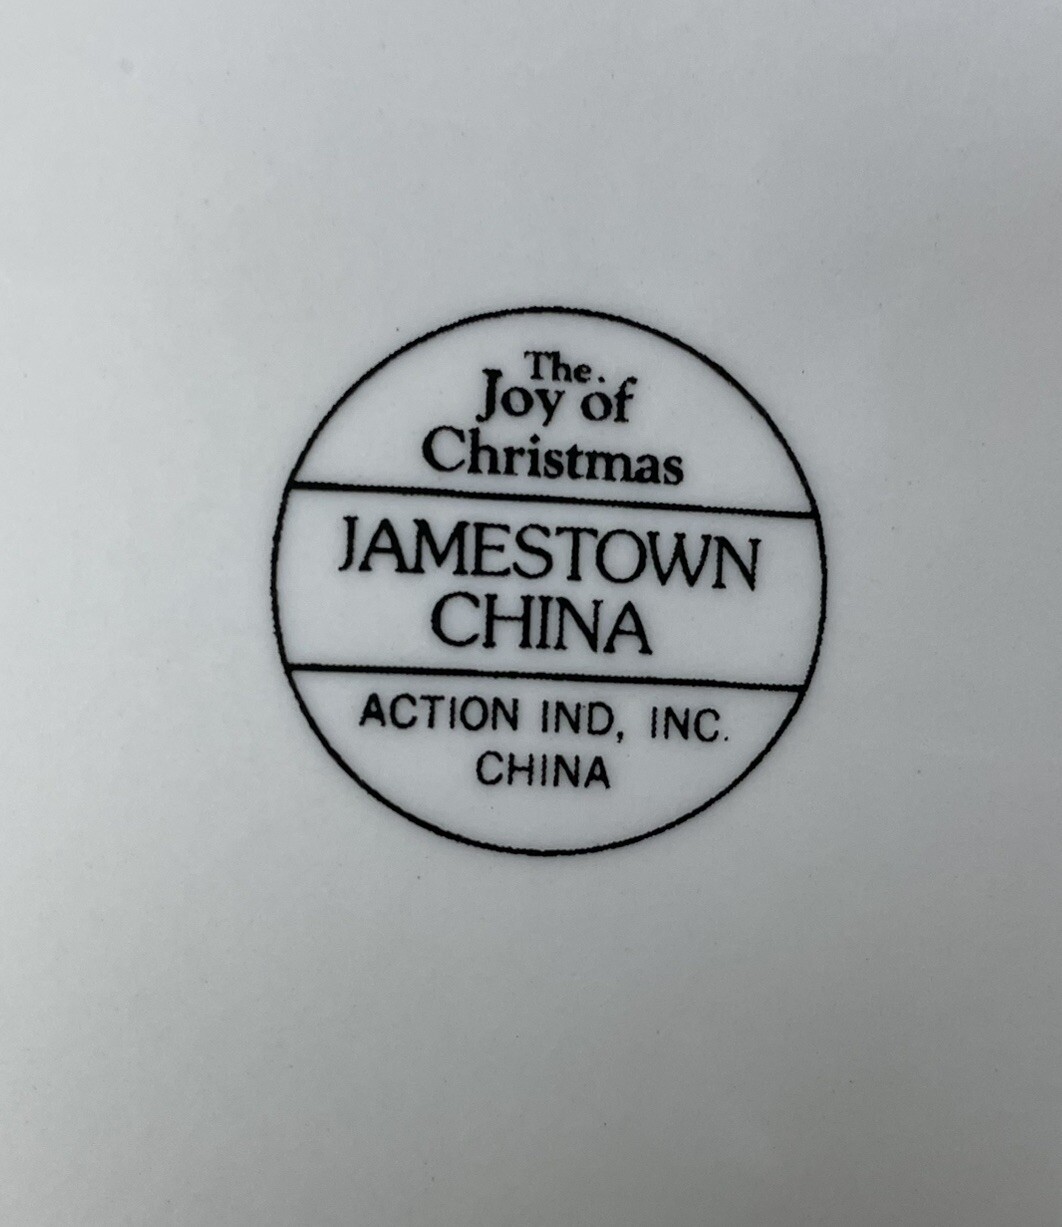 The
Joy of
Christmas
JAMESTOWN
CHINA
ACTION IND, INC.
CHINA